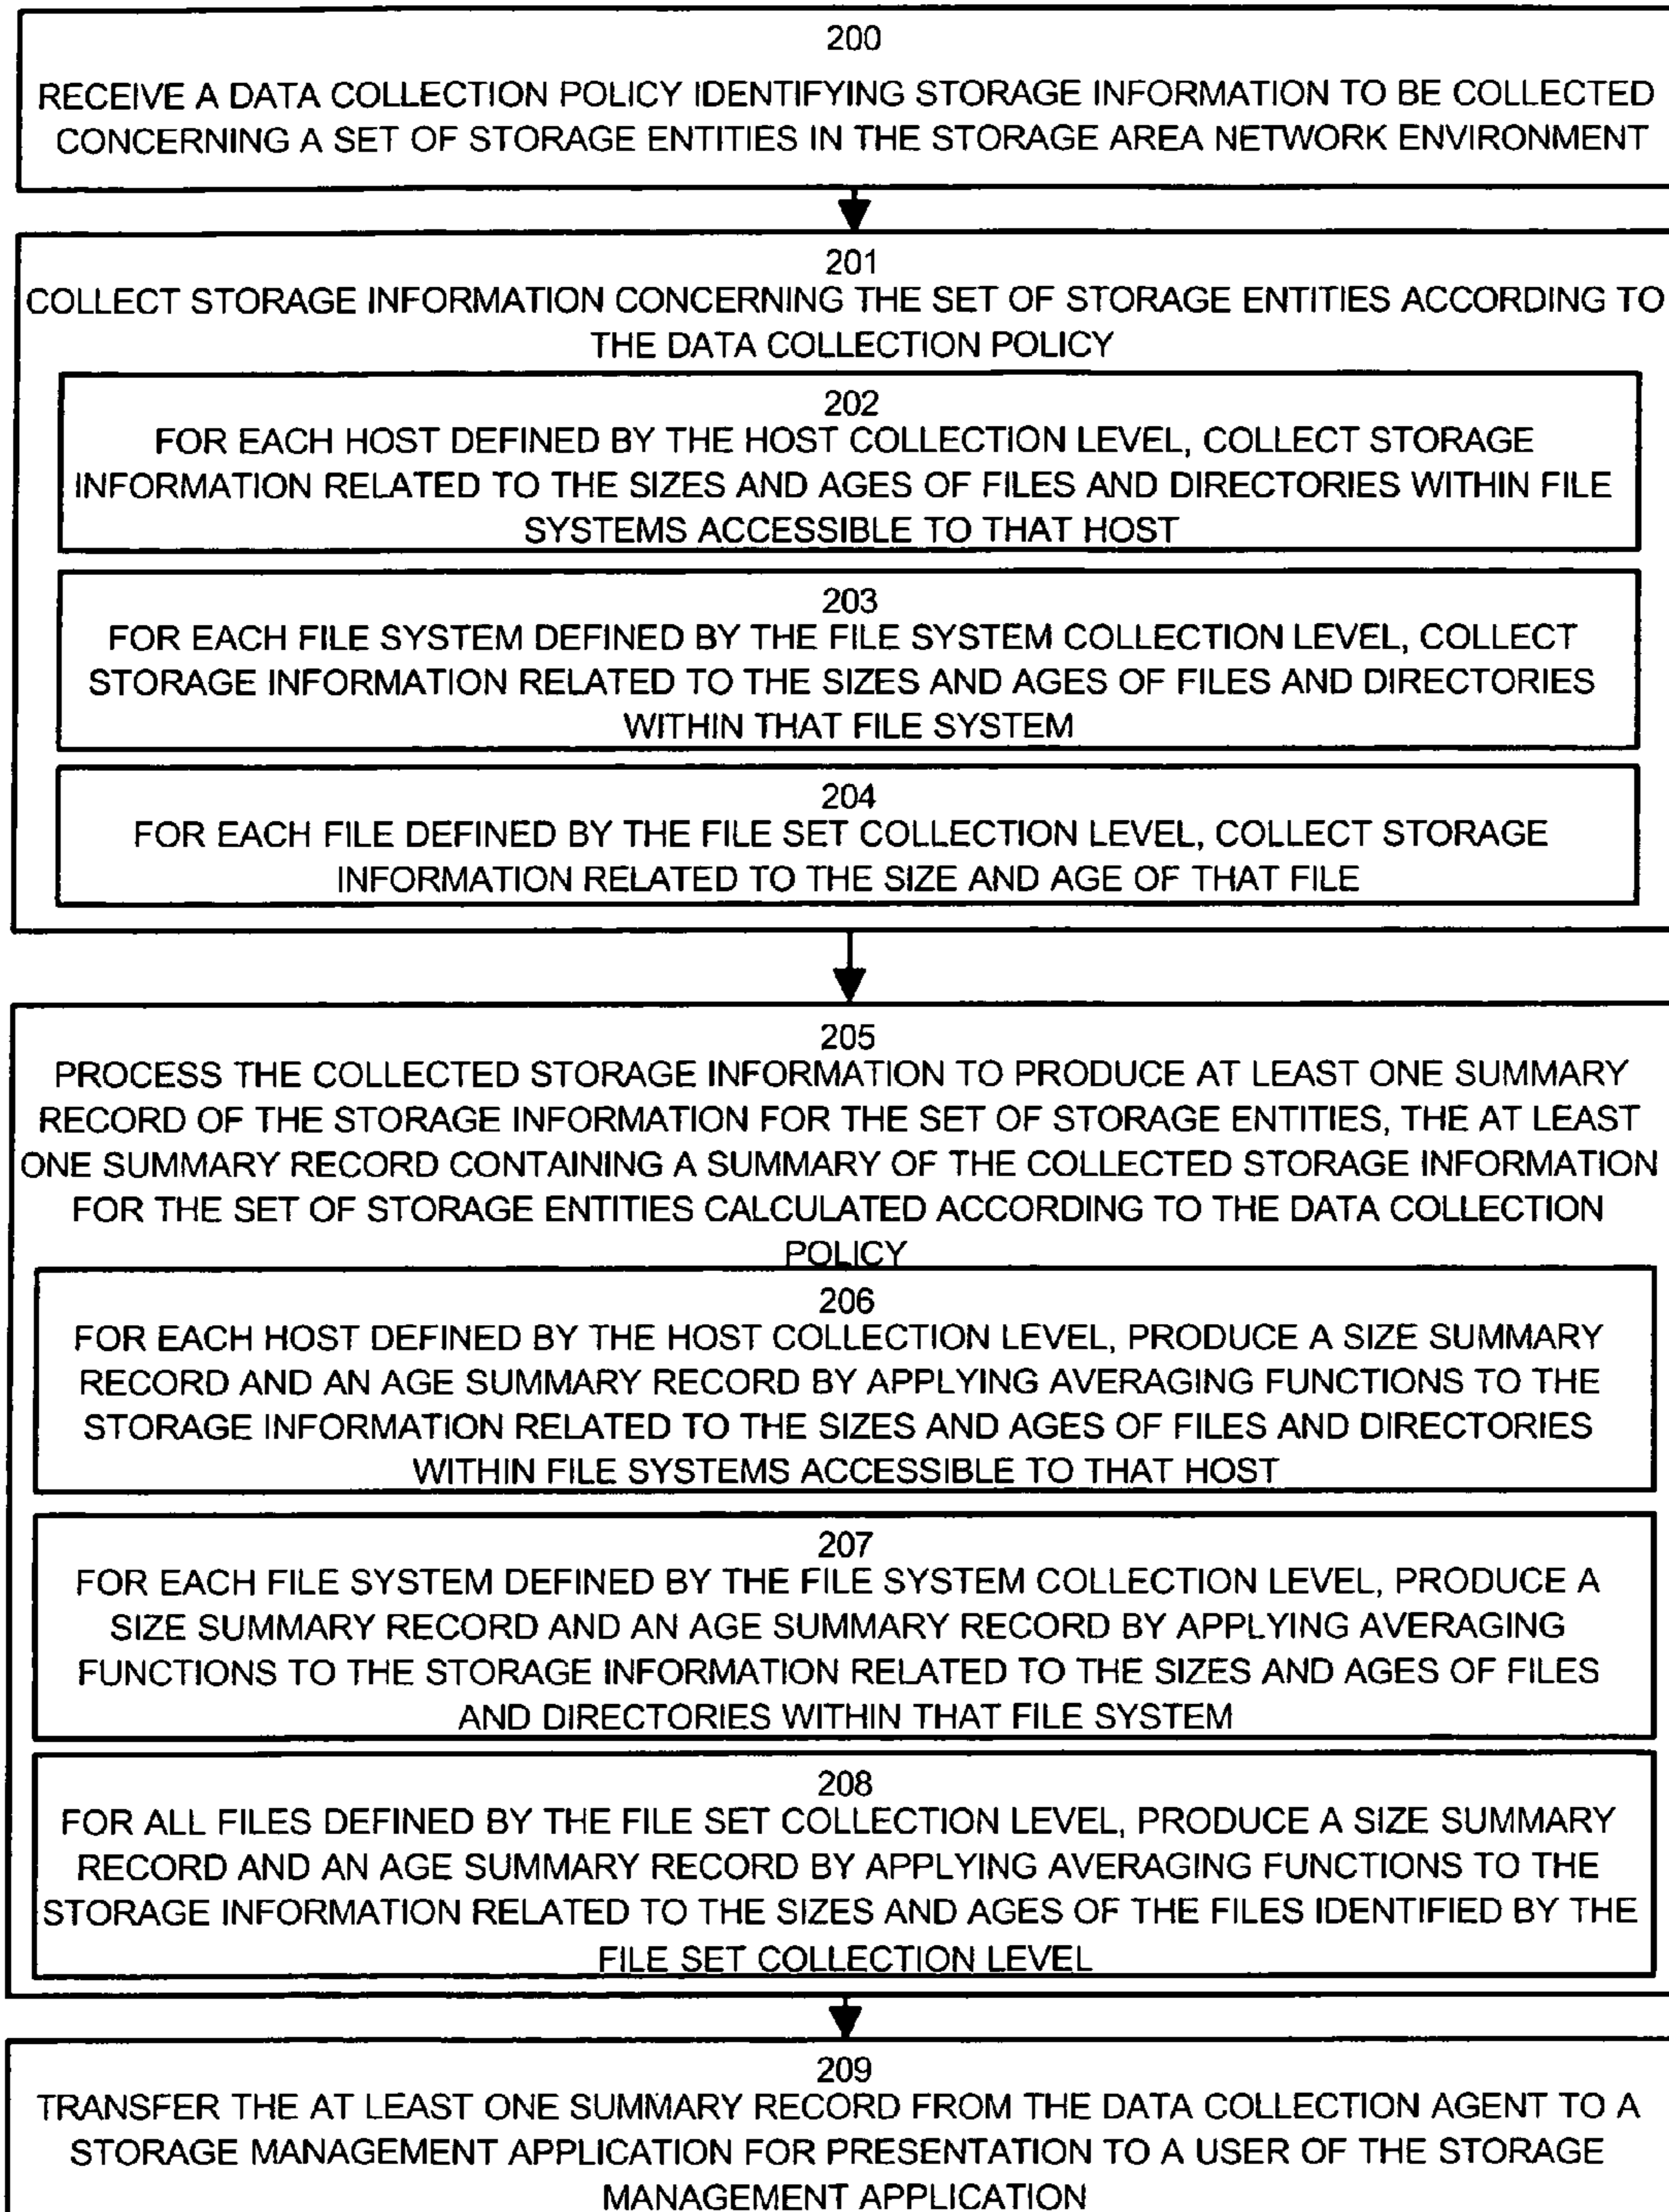 200
RECEIVE A DATA COLLECTION POLICY IDENTIFYING STORAGE INFORMATION TO BE COLLECTED
CONCERNING A SET OF STORAGE ENTITIES IN THE STORAGE AREA NETWORK ENVIRONMENT
201
COLLECT STORAGE INFORMATION CONCERNING THE SET OF STORAGE ENTITIES ACCORDING TO
THE DATA COLLECTION POLICY
202
FOR EACH HOST DEFINED BY THE HOST COLLECTION LEVEL, COLLECT STORAGE
INFORMATION RELATED TO THE SIZES AND AGES OF FILES AND DIRECTORIES WITHIN FILE
SYSTEMS ACCESSIBLE TO THAT HOST
203
FOR EACH FILE SYSTEM DEFINED BY THE FILE SYSTEM COLLECTION LEVEL, COLLECT
STORAGE INFORMATION RELATED TO THE SIZES AND AGES OF FILES AND DIRECTORIES
WITHIN THAT FILE SYSTEM
204
FOR EACH FILE DEFINED BY THE FILE SET COLLECTION LEVEL, COLLECT STORAGE
INFORMATION RELATED TO THE SIZE AND AGE OF THAT FILE
205
PROCESS THE COLLECTED STORAGE INFORMATION TO PRODUCE AT LEAST ONE SUMMARY
RECORD OF THE STORAGE INFORMATION FOR THE SET OF STORAGE ENTITIES, THE AT LEAST
ONE SUMMARY RECORD CONTAINING A SUMMARY OF THE COLLECTED STORAGE INFORMATION
FOR THE SET OF STORAGE ENTITIES CALCULATED ACCORDING TO THE DATA COLLECTION
POLICY
206
FOR EACH HOST DEFINED BY THE HOST COLLECTION LEVEL, PRODUCE A SIZE SUMMARY
RECORD AND AN AGE SUMMARY RECORD BY APPLYING AVERAGING FUNCTIONS TO THE
STORAGE INFORMATION RELATED TO THE SIZES AND AGES OF FILES AND DIRECTORIES
WITHIN FILE SYSTEMS ACCESSIBLE TO THAT HOST
207
FOR EACH FILE SYSTEM DEFINED BY THE FILE SYSTEM COLLECTION LEVEL, PRODUCE A
SIZE SUMMARY RECORD AND AN AGE SUMMARY RECORD BY APPLYING AVERAGING
FUNCTIONS TO THE STORAGE INFORMATION RELATED TO THE SIZES AND AGES OF FILES
AND DIRECTORIES WITHIN THAT FILE SYSTEM
208
FOR ALL FILES DEFINED BY THE FILE SET COLLECTION LEVEL, PRODUCE A SIZE SUMMARY
RECORD AND AN AGE SUMMARY RECORD BY APPLYING AVERAGING FUNCTIONS TO THE
STORAGE INFORMATION RELATED TO THE SIZES AND AGES OF THE FILES IDENTIFIED BY THE
FILE SET COLLECTION LEVEL
209
TRANSFER THE AT LEAST ONE SUMMARY RECORD FROM THE DATA COLLECTION AGENT TO A
STORAGE MANAGEMENT APPLICATION FOR PRESENTATION TO A USER OF THE STORAGE
MANAGEMENT APPLICATION